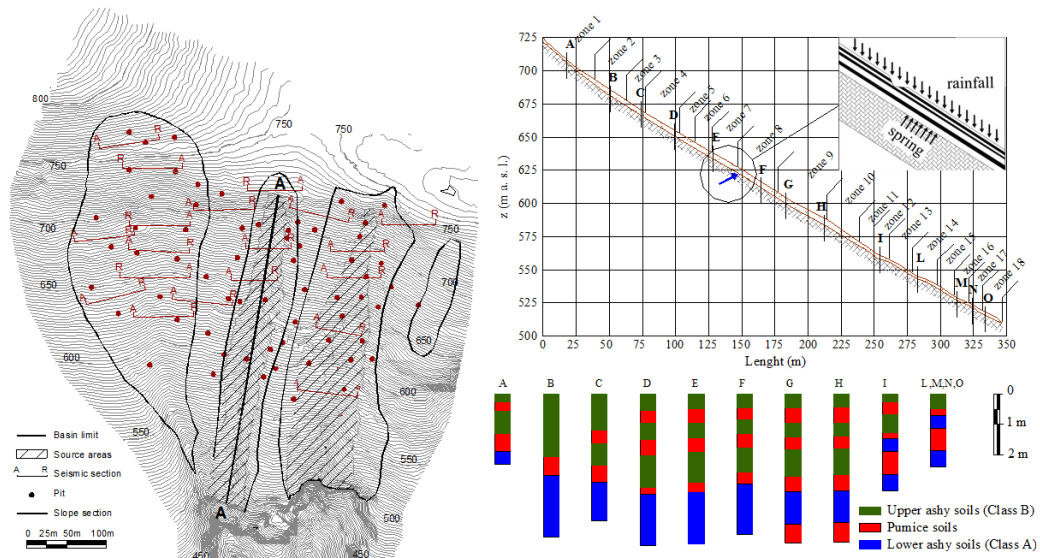 800
750
700
650
600
550
450
750
750
750
700
650
600
550
500
A
R
A
R
R
A
R
A
A
R
A
R
R
A
A
R
A
R
A
R
A
R
A
A
Basin limit
Source areas
A R Seismic section
Pit
Slope section
0 25m 50m 100m
z (m a. s. l.)
725
700
675
650
625
600
575
550
525
500
0 25 50 75 100 125 150 175 200 225 250 275 300 325 350
Lenght (m)
A zone 1
zone 2
B zone 3
C zone 4
D zone 5
zone 6
E zone 7
zone 8
F
G zone 9
H zone 10
zone 11
I zone 12
zone 13
L zone 14
zone 15
M zone 16
N zone 17
O zone 18
rainfall
spring
A B C D E F G H I L,M,N,O
0
1 m
2 m
Upper ashy soils (Class B)
Pumice soils
Lower ashy soils (Class A)